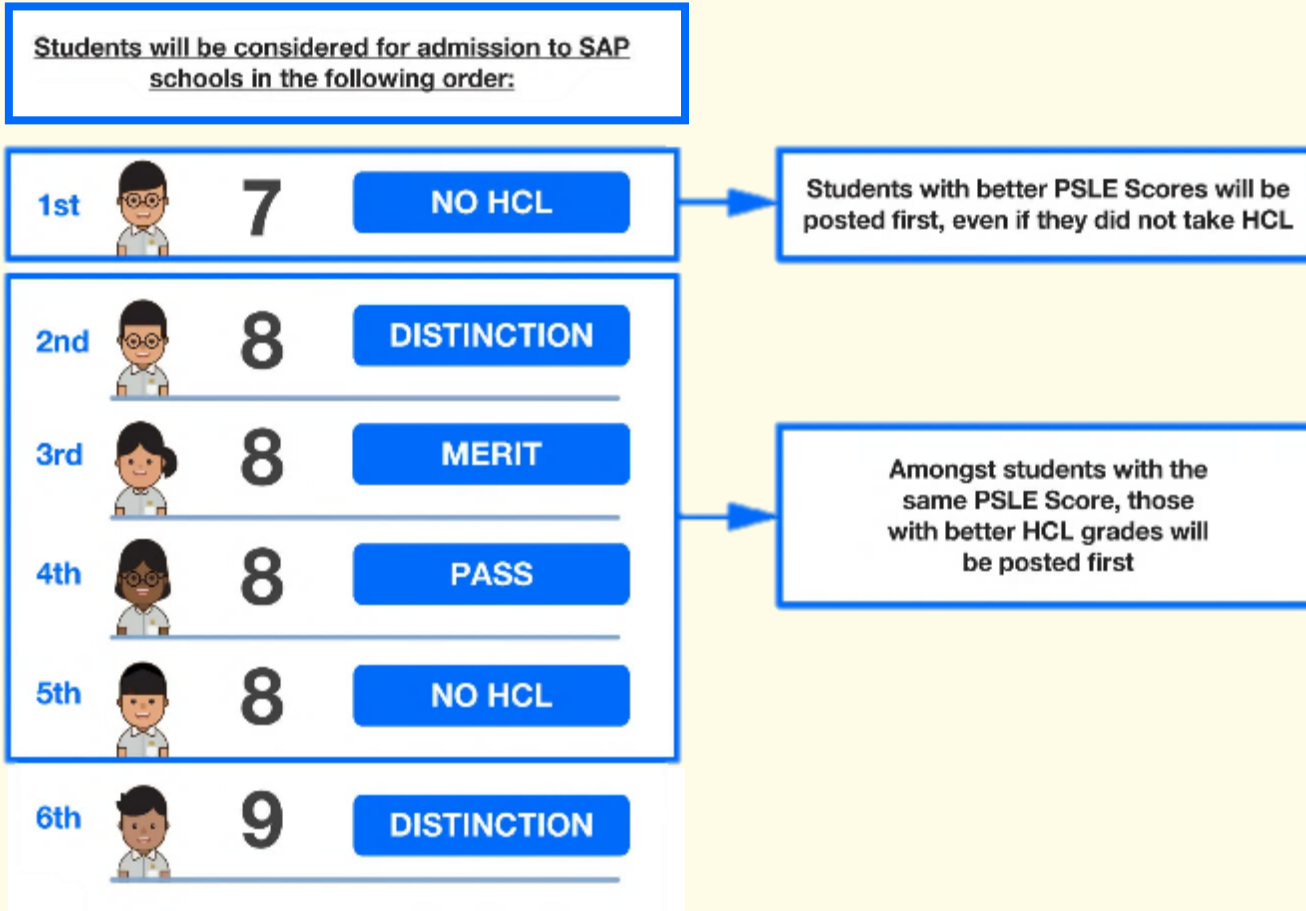 Students will be considered for admission to SAP
schools in the following order:
1st 7 NO HCL
Students with better PSLE Scores will be
posted first, even if they did not take HCL
2nd 8 DISTINCTION
3rd 8 MERIT
4th 8 PASS
5th 8 NO HCL
Amongst students with the
same PSLE Score, those
with better HCL grades will
be posted first
6th 9 DISTINCTION